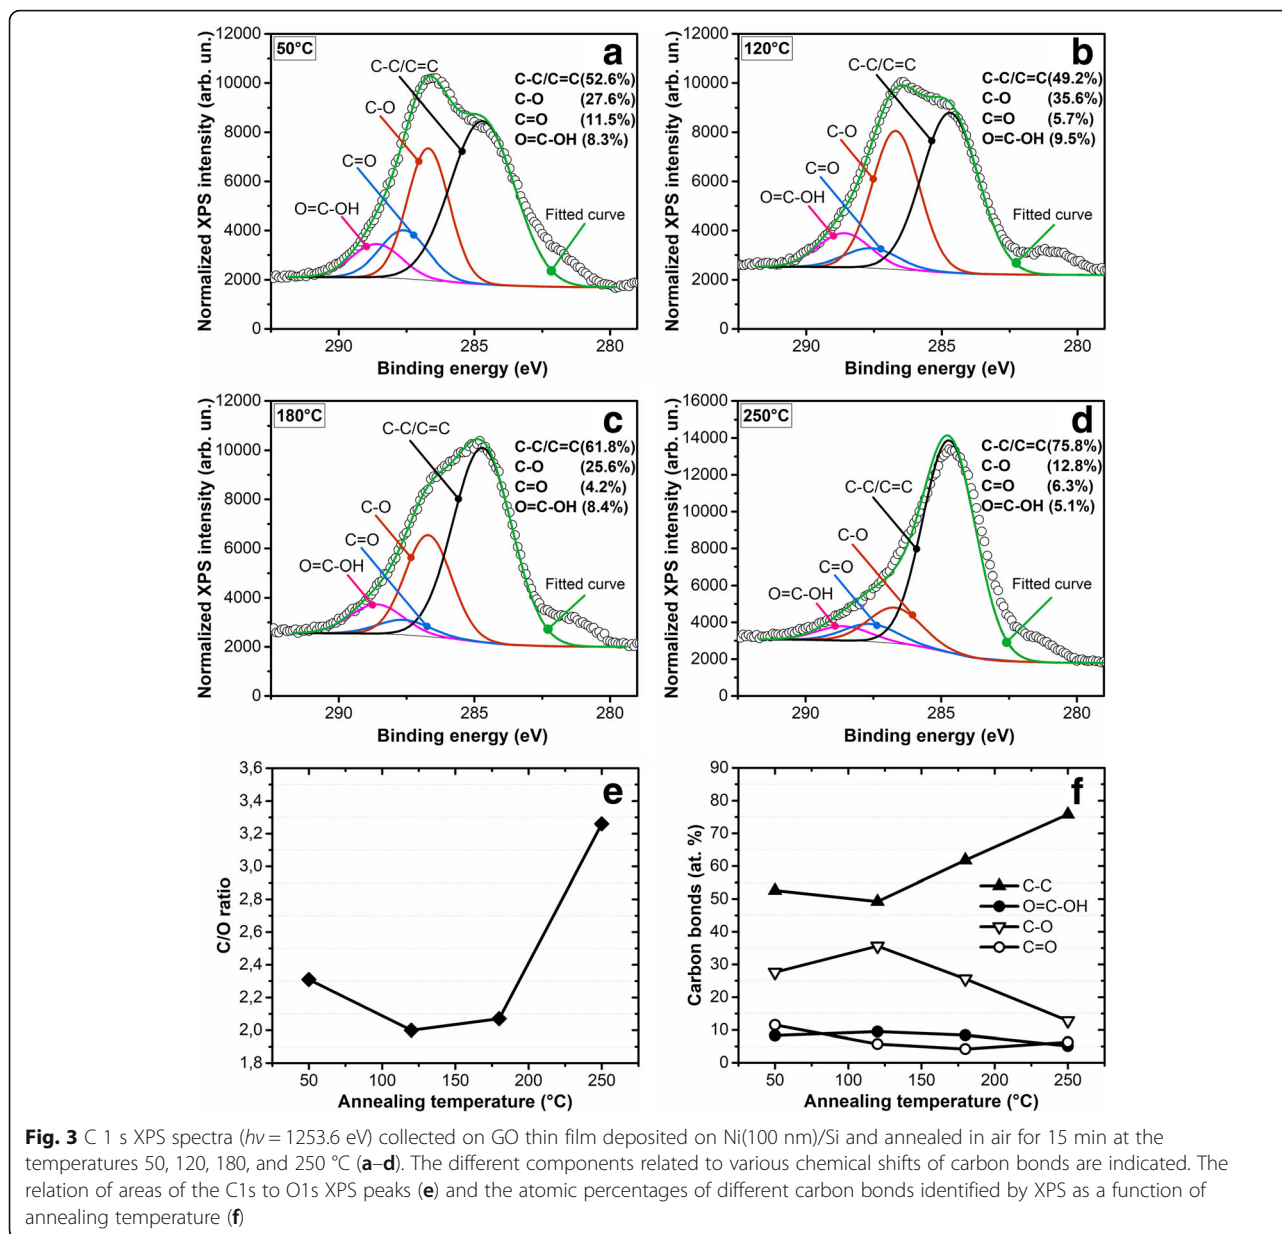 50°C
a
C-C/C=C
C-C/C=C(52.6%)
C-O (27.6%)
C=O (11.5%)
O=C-OH (8.3%)
C-O
C=O
O=C-OH
Fitted curve
Normalized XPS intensity (arb. un.)
12000
10000
8000
6000
4000
2000
0
290 285 280
Binding energy (eV)
120°C
b
C-C/C=C
C-C/C=C(49.2%)
C-O (35.6%)
C=O (5.7%)
O=C-OH (9.5%)
C-O
C=O
O=C-OH
Fitted curve
Normalized XPS intensity (arb. un.)
12000
10000
8000
6000
4000
2000
0
290 285 280
Binding energy (eV)
180°C
c
C-C/C=C
C-C/C=C(61.8%)
C-O (25.6%)
C=O (4.2%)
O=C-OH (8.4%)
C-O
C=O
O=C-OH
Fitted curve
Normalized XPS intensity (arb. un.)
12000
10000
8000
6000
4000
2000
0
290 285 280
Binding energy (eV)
250°C
d
C-C/C=C(75.8%)
C-O (12.8%)
C=O (6.3%)
O=C-OH (5.1%)
C-C/C=C
C-O
C=O
O=C-OH
Fitted curve
Normalized XPS intensity (arb. un.)
16000
14000
12000
10000
8000
6000
4000
2000
0
290 285 280
Binding energy (eV)
e
C/O ratio
3,6
3,4
3,2
3,0
2,8
2,6
2,4
2,2
2,0
1,8
50 100 150 200 250
Annealing temperature (°C)
f
Carbon bonds (at. %)
90
80
70
60
50
40
30
20
10
0
C-C
O=C-OH
C-O
C=O
50 100 150 200 250
Annealing temperature (°C)
Fig. 3 C 1 s XPS spectra (hv = 1253.6 eV) collected on GO thin film deposited on Ni(100 nm)/Si and annealed in air for 15 min at the
temperatures 50, 120, 180, and 250 °C (a–d). The different components related to various chemical shifts of carbon bonds are indicated. The
relation of areas of the C1s to O1s XPS peaks (e) and the atomic percentages of different carbon bonds identified by XPS as a function of
annealing temperature (f)